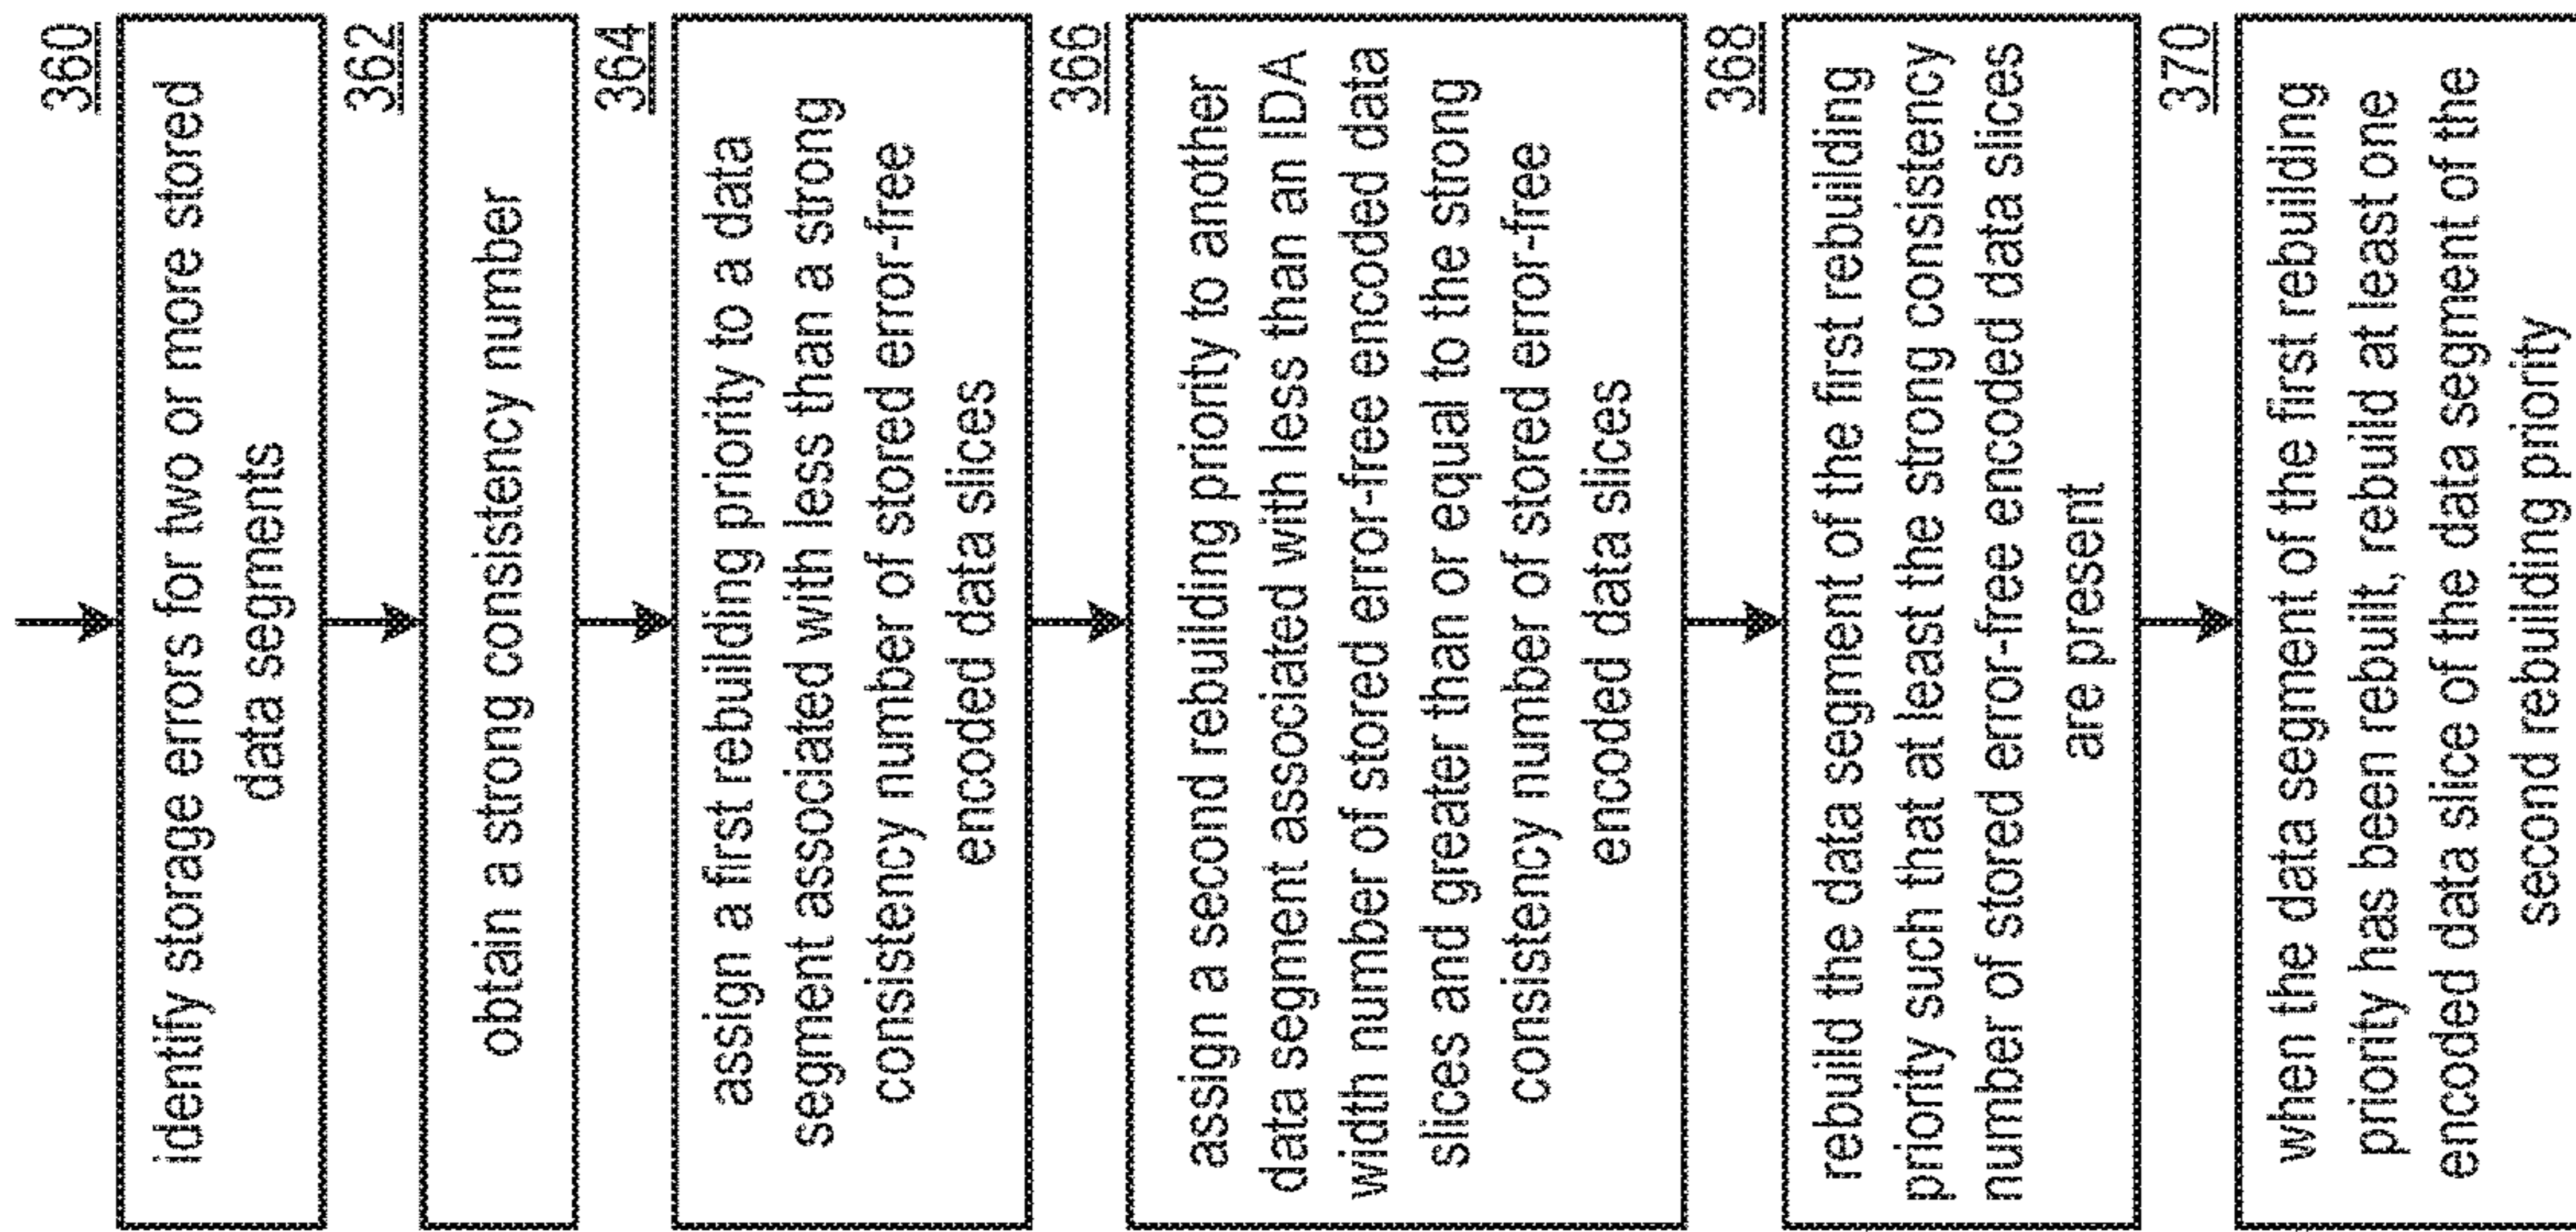 360
identify storage errors for two or more stored
data segments
362
obtain a strong consistency number
364
assign a first rebuilding priority to a data
segment associated with less than a strong
consistency number of stored error-free
encoded data slices
366
assign a second rebuilding priority to another
data segment associated with less than an IDA
width number of stored error-free encoded data
slices and greater than or equal to the strong
consistency number of stored error-free
encoded data slices
368
rebuild the data segment of the first rebuilding
priority such that at least the strong consistency
number of stored error-free encoded data slices
are present
370
when the data segment of the first rebuilding
priority has been rebuilt, rebuild at least one
encoded data slice of the data segment of the
second rebuilding priority